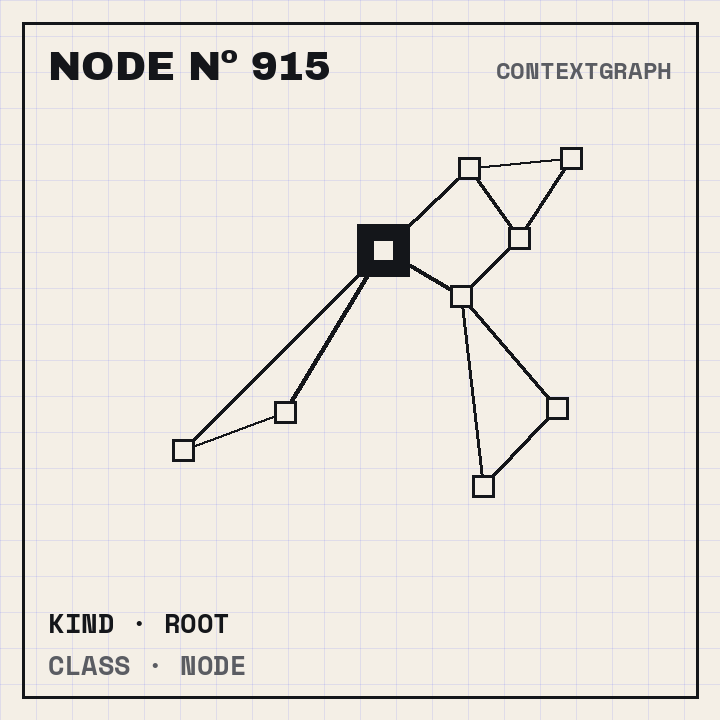 NODE Nº 915
CONTEXTGRAPH
KIND · ROOT
CLASS · NODE